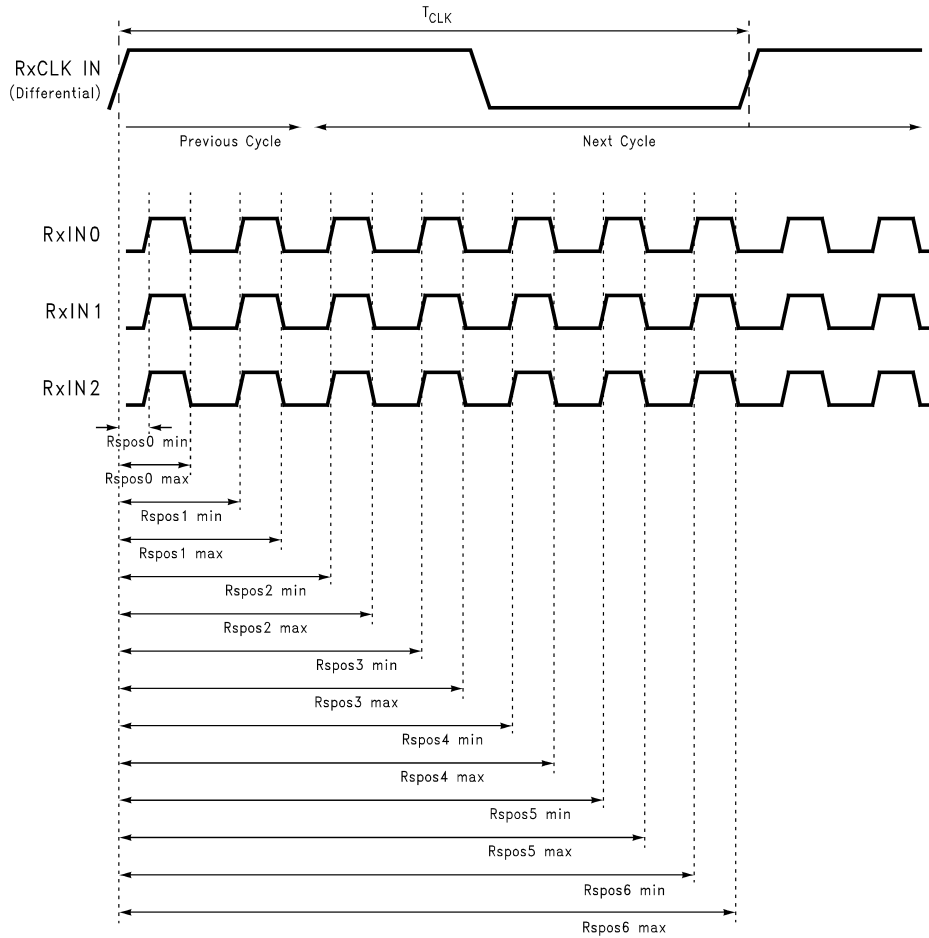 TCLK
RxCLK IN
(Differential)
Previous Cycle
Next Cycle
RxIN0
RxIN1
RxIN2
Rspos0 min
Rspos0 max
Rspos1 min
Rspos1 max
Rspos2 min
Rspos2 max
Rspos3 min
Rspos3 max
Rspos4 min
Rspos4 max
Rspos5 min
Rspos5 max
Rspos6 min
Rspos6 max